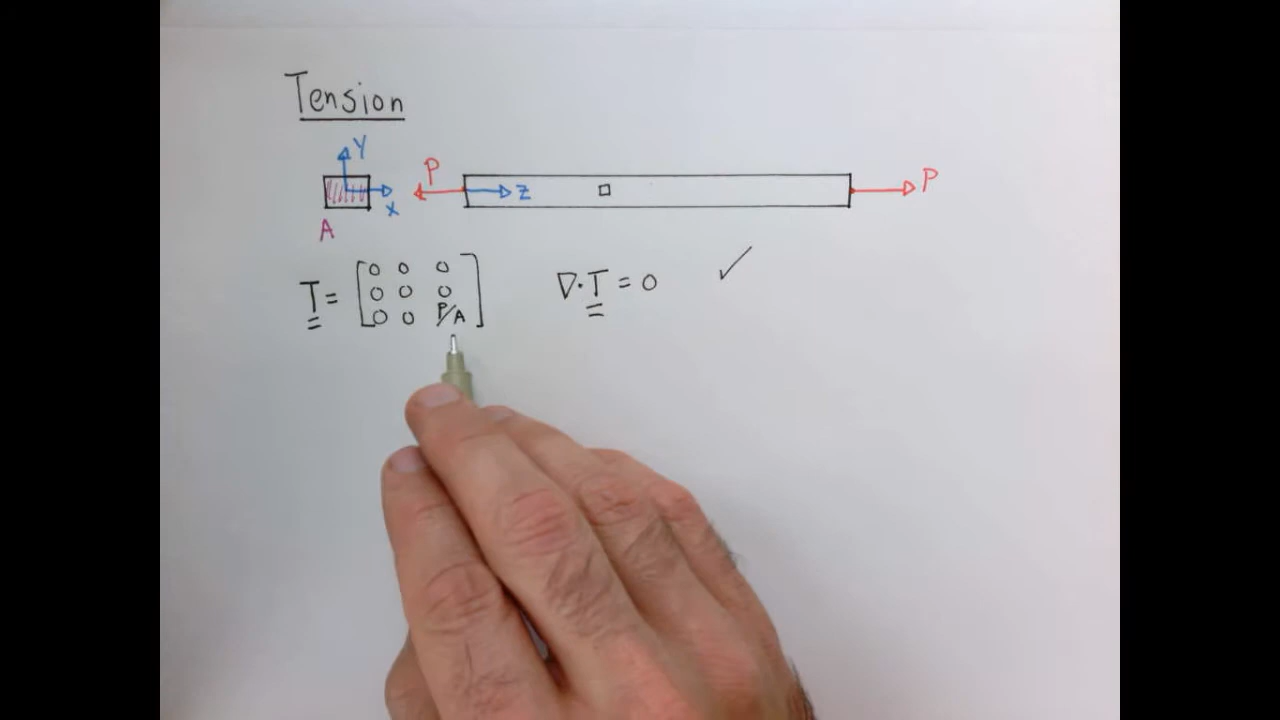 Tension
Y
P
P
Z
X
A
T = [ 0 0 0
0 0 0
0 0 P/A ]
∇·T = 0 ✓